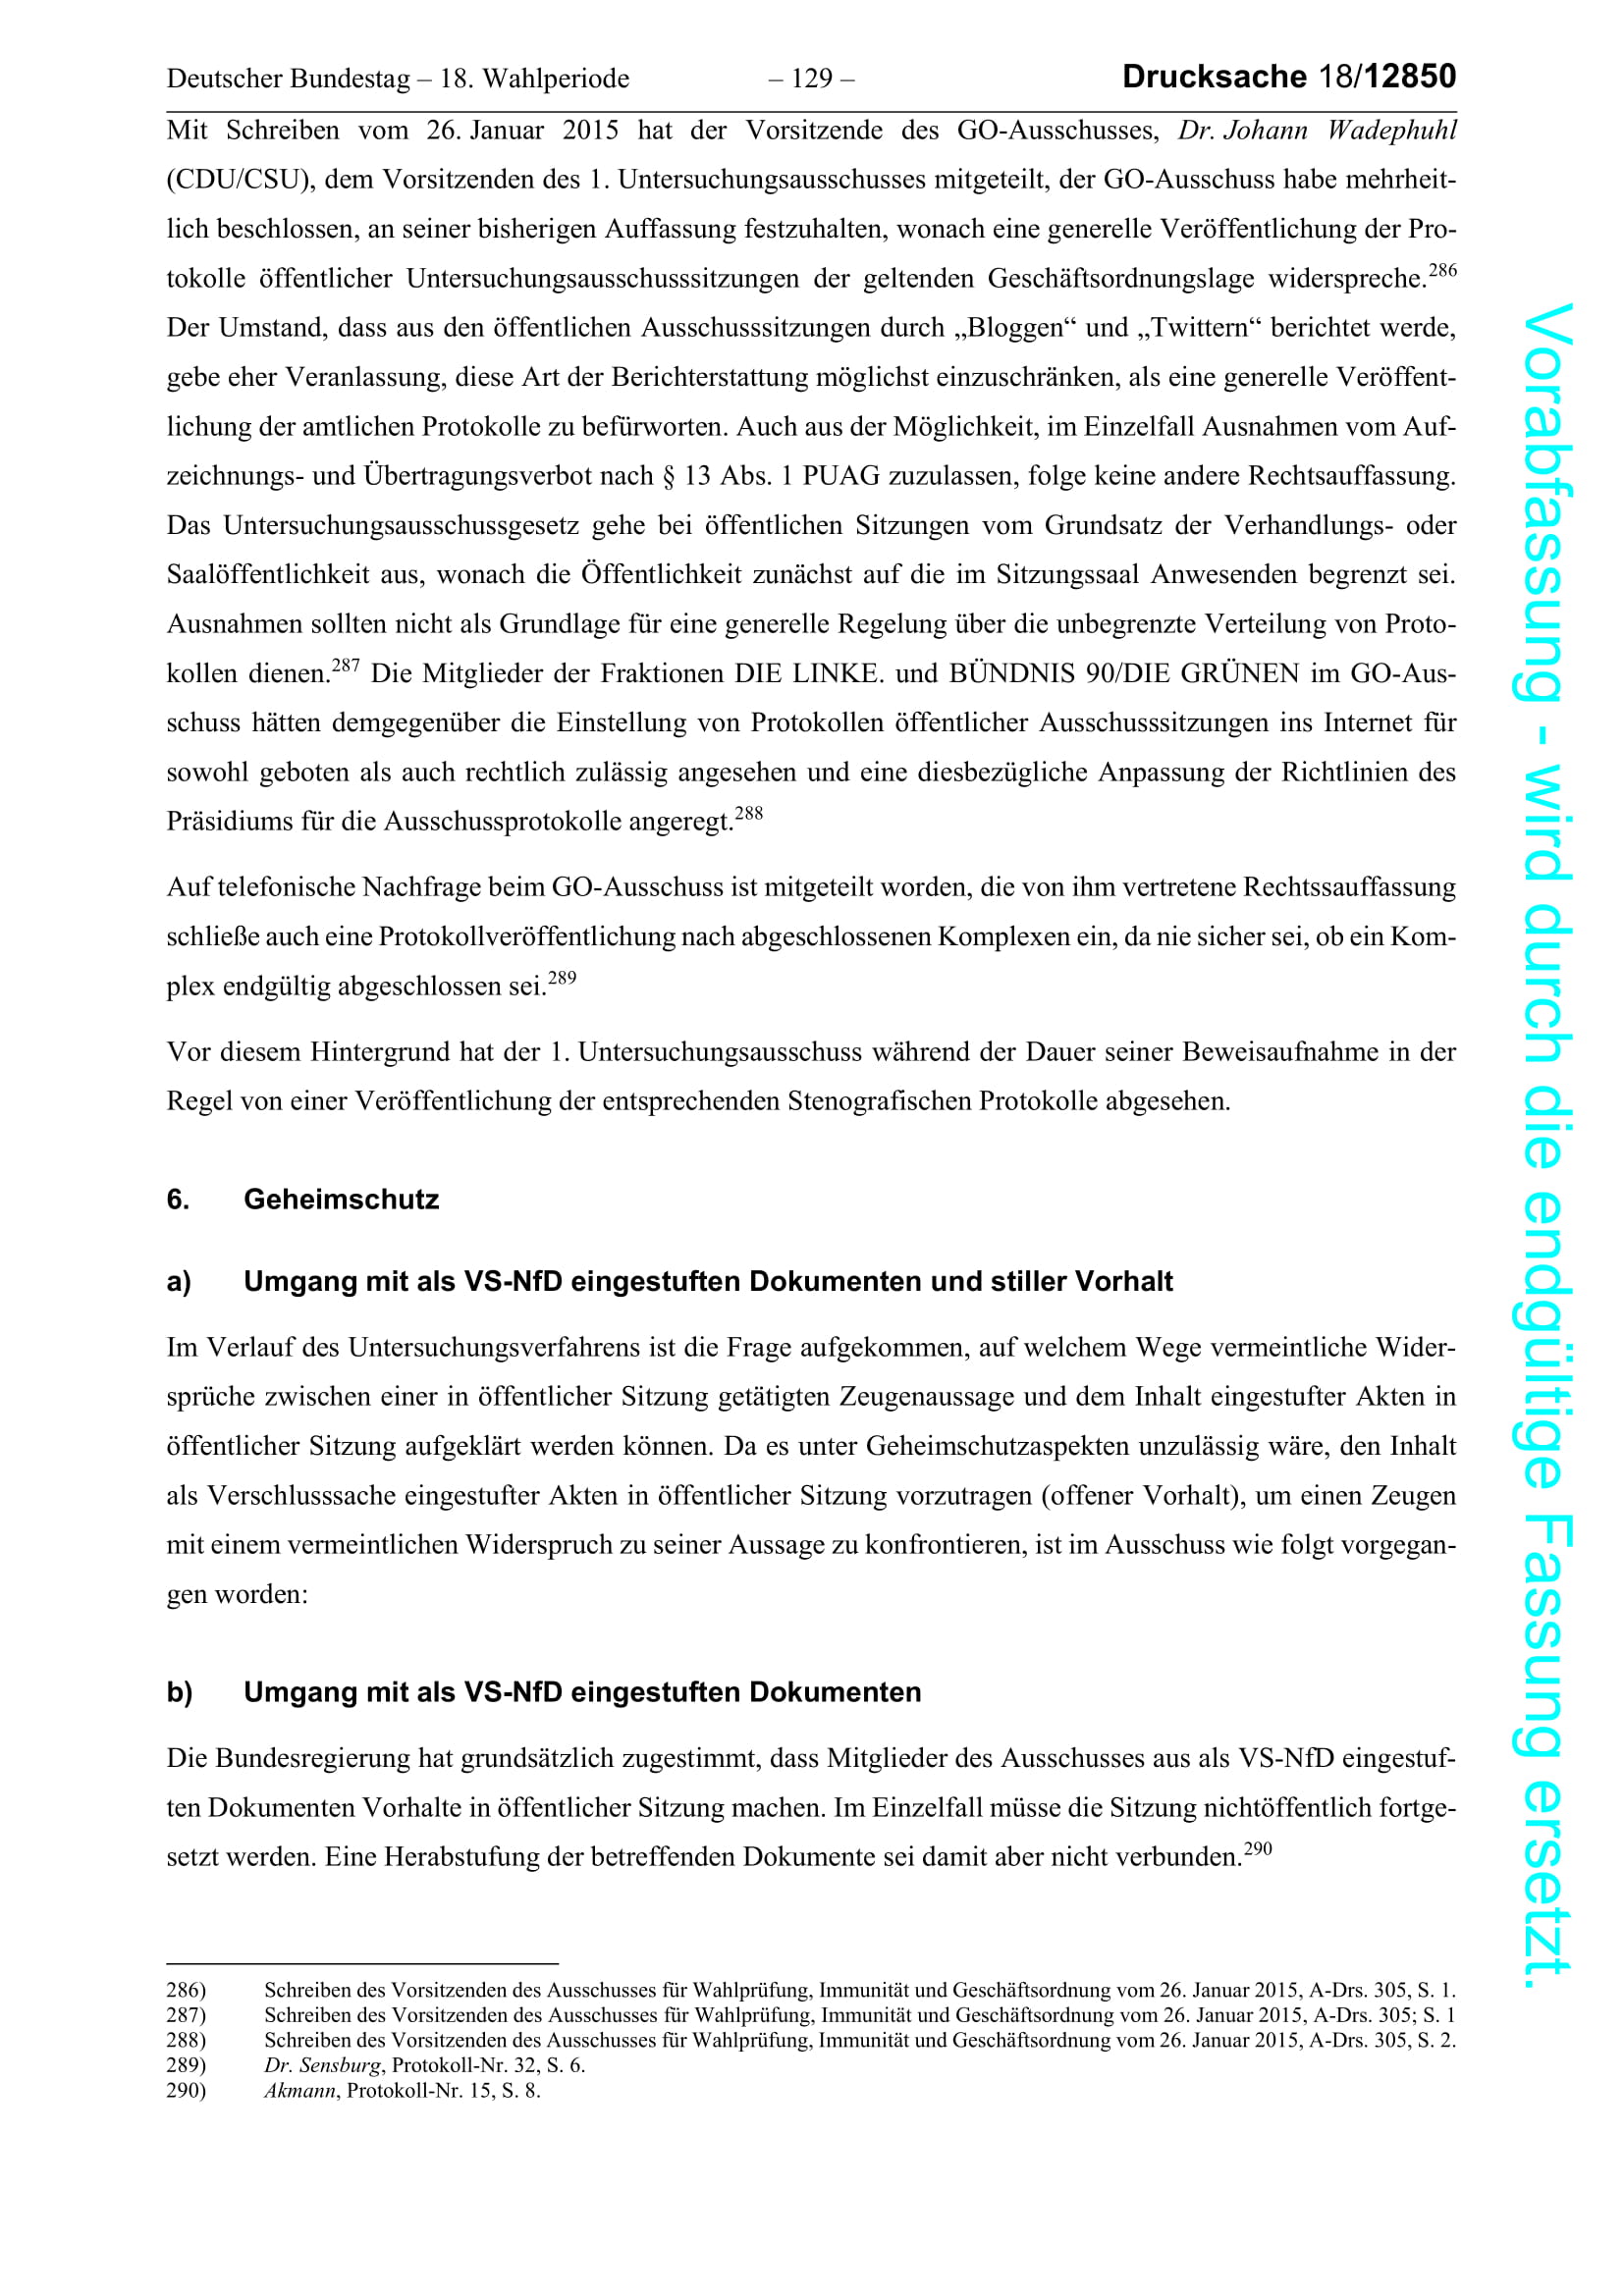 Deutscher Bundestag – 18. Wahlperiode – 129 – Drucksache 18/12850
Mit Schreiben vom 26. Januar 2015 hat der Vorsitzende des GO-Ausschusses, Dr. Johann Wadephuhl
(CDU/CSU), dem Vorsitzenden des 1. Untersuchungsausschusses mitgeteilt, der GO-Ausschuss habe mehrheit-
lich beschlossen, an seiner bisherigen Auffassung festzuhalten, wonach eine generelle Veröffentlichung der Pro-
tokolle öffentlicher Untersuchungsausschusssitzungen der geltenden Geschäftsordnungslage widerspreche.286
Der Umstand, dass aus den öffentlichen Ausschusssitzungen durch „Bloggen“ und „Twittern“ berichtet werde,
gebe eher Veranlassung, diese Art der Berichterstattung möglichst einzuschränken, als eine generelle Veröffent-
lichung der amtlichen Protokolle zu befürworten. Auch aus der Möglichkeit, im Einzelfall Ausnahmen vom Auf-
zeichnungs- und Übertragungsverbot nach § 13 Abs. 1 PUAG zuzulassen, folge keine andere Rechtsauffassung.
Das Untersuchungsausschussgesetz gehe bei öffentlichen Sitzungen vom Grundsatz der Verhandlungs- oder
Saalöffentlichkeit aus, wonach die Öffentlichkeit zunächst auf die im Sitzungssaal Anwesenden begrenzt sei.
Ausnahmen sollten nicht als Grundlage für eine generelle Regelung über die unbegrenzte Verteilung von Proto-
kollen dienen.287 Die Mitglieder der Fraktionen DIE LINKE. und BÜNDNIS 90/DIE GRÜNEN im GO-Aus-
schuss hätten demgegenüber die Einstellung von Protokollen öffentlicher Ausschusssitzungen ins Internet für
sowohl geboten als auch rechtlich zulässig angesehen und eine diesbezügliche Anpassung der Richtlinien des
Präsidiums für die Ausschussprotokolle angeregt.288
Auf telefonische Nachfrage beim GO-Ausschuss ist mitgeteilt worden, die von ihm vertretene Rechtssauffassung
schließe auch eine Protokollveröffentlichung nach abgeschlossenen Komplexen ein, da nie sicher sei, ob ein Kom-
plex endgültig abgeschlossen sei.289
Vor diesem Hintergrund hat der 1. Untersuchungsausschuss während der Dauer seiner Beweisaufnahme in der
Regel von einer Veröffentlichung der entsprechenden Stenografischen Protokolle abgesehen.
6. Geheimschutz
a) Umgang mit als VS-NfD eingestuften Dokumenten und stiller Vorhalt
Im Verlauf des Untersuchungsverfahrens ist die Frage aufgekommen, auf welchem Wege vermeintliche Wider-
sprüche zwischen einer in öffentlicher Sitzung getätigten Zeugenaussage und dem Inhalt eingestufter Akten in
öffentlicher Sitzung aufgeklärt werden können. Da es unter Geheimschutzaspekten unzulässig wäre, den Inhalt
als Verschlusssache eingestufter Akten in öffentlicher Sitzung vorzutragen (offener Vorhalt), um einen Zeugen
mit einem vermeintlichen Widerspruch zu seiner Aussage zu konfrontieren, ist im Ausschuss wie folgt vorgegan-
gen worden:
b) Umgang mit als VS-NfD eingestuften Dokumenten
Die Bundesregierung hat grundsätzlich zugestimmt, dass Mitglieder des Ausschusses aus als VS-NfD eingestuf-
ten Dokumenten Vorhalte in öffentlicher Sitzung machen. Im Einzelfall müsse die Sitzung nichtöffentlich fortge-
setzt werden. Eine Herabstufung der betreffenden Dokumente sei damit aber nicht verbunden.290
286) Schreiben des Vorsitzenden des Ausschusses für Wahlprüfung, Immunität und Geschäftsordnung vom 26. Januar 2015, A-Drs. 305, S. 1.
287) Schreiben des Vorsitzenden des Ausschusses für Wahlprüfung, Immunität und Geschäftsordnung vom 26. Januar 2015, A-Drs. 305; S. 1
288) Schreiben des Vorsitzenden des Ausschusses für Wahlprüfung, Immunität und Geschäftsordnung vom 26. Januar 2015, A-Drs. 305, S. 2.
289) Dr. Sensburg, Protokoll-Nr. 32, S. 6.
290) Akmann, Protokoll-Nr. 15, S. 8.
Vorabfassung - wird durch die endgültige Fassung ersetzt.